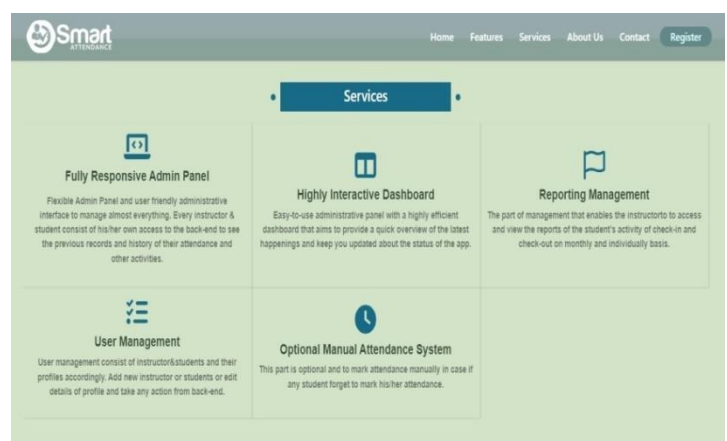 Smart
ATTENDANCE
Home Features Services About Us Contact Register
Services
Fully Responsive Admin Panel
Flexible Admin Panel and user friendly administrative
interface to manage almost everything. Every instructor &
student consist of his/her own access to the back-end to see
the previous records and history of their attendance and
other activities.
Highly Interactive Dashboard
Easy-to-use administrative panel with a highly efficient
dashboard that aims to provide a quick overview of the latest
happenings and keep you updated about the status of the app.
Reporting Management
The part of management that enables the instructorto to access
and view the reports of the student's activity of check-in and
check-out on monthly and individually basis.
User Management
User management consist of instructor&students and their
profiles accordingly. Add new instructor or students or edit
details of profile and take any action from back-end.
Optional Manual Attendance System
This part is optional and to mark attendance manually in case if
any student forget to mark his/her attendance.